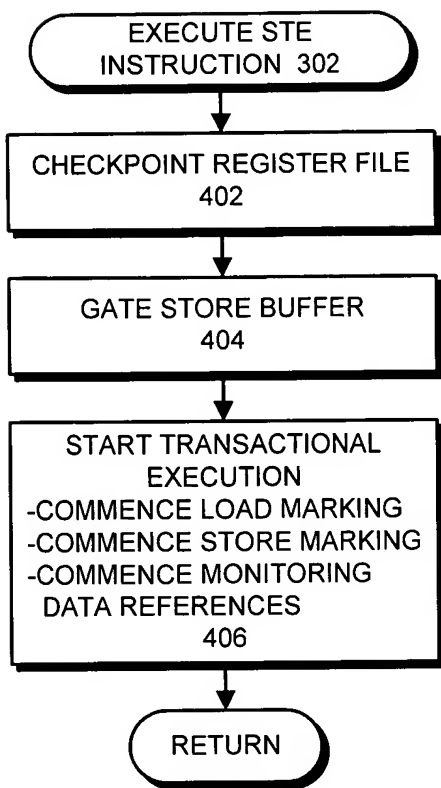 EXECUTE STE
INSTRUCTION 302
CHECKPOINT REGISTER FILE
402
GATE STORE BUFFER
404
START TRANSACTIONAL
EXECUTION
-COMMENCE LOAD MARKING
-COMMENCE STORE MARKING
-COMMENCE MONITORING
DATA REFERENCES
406
RETURN